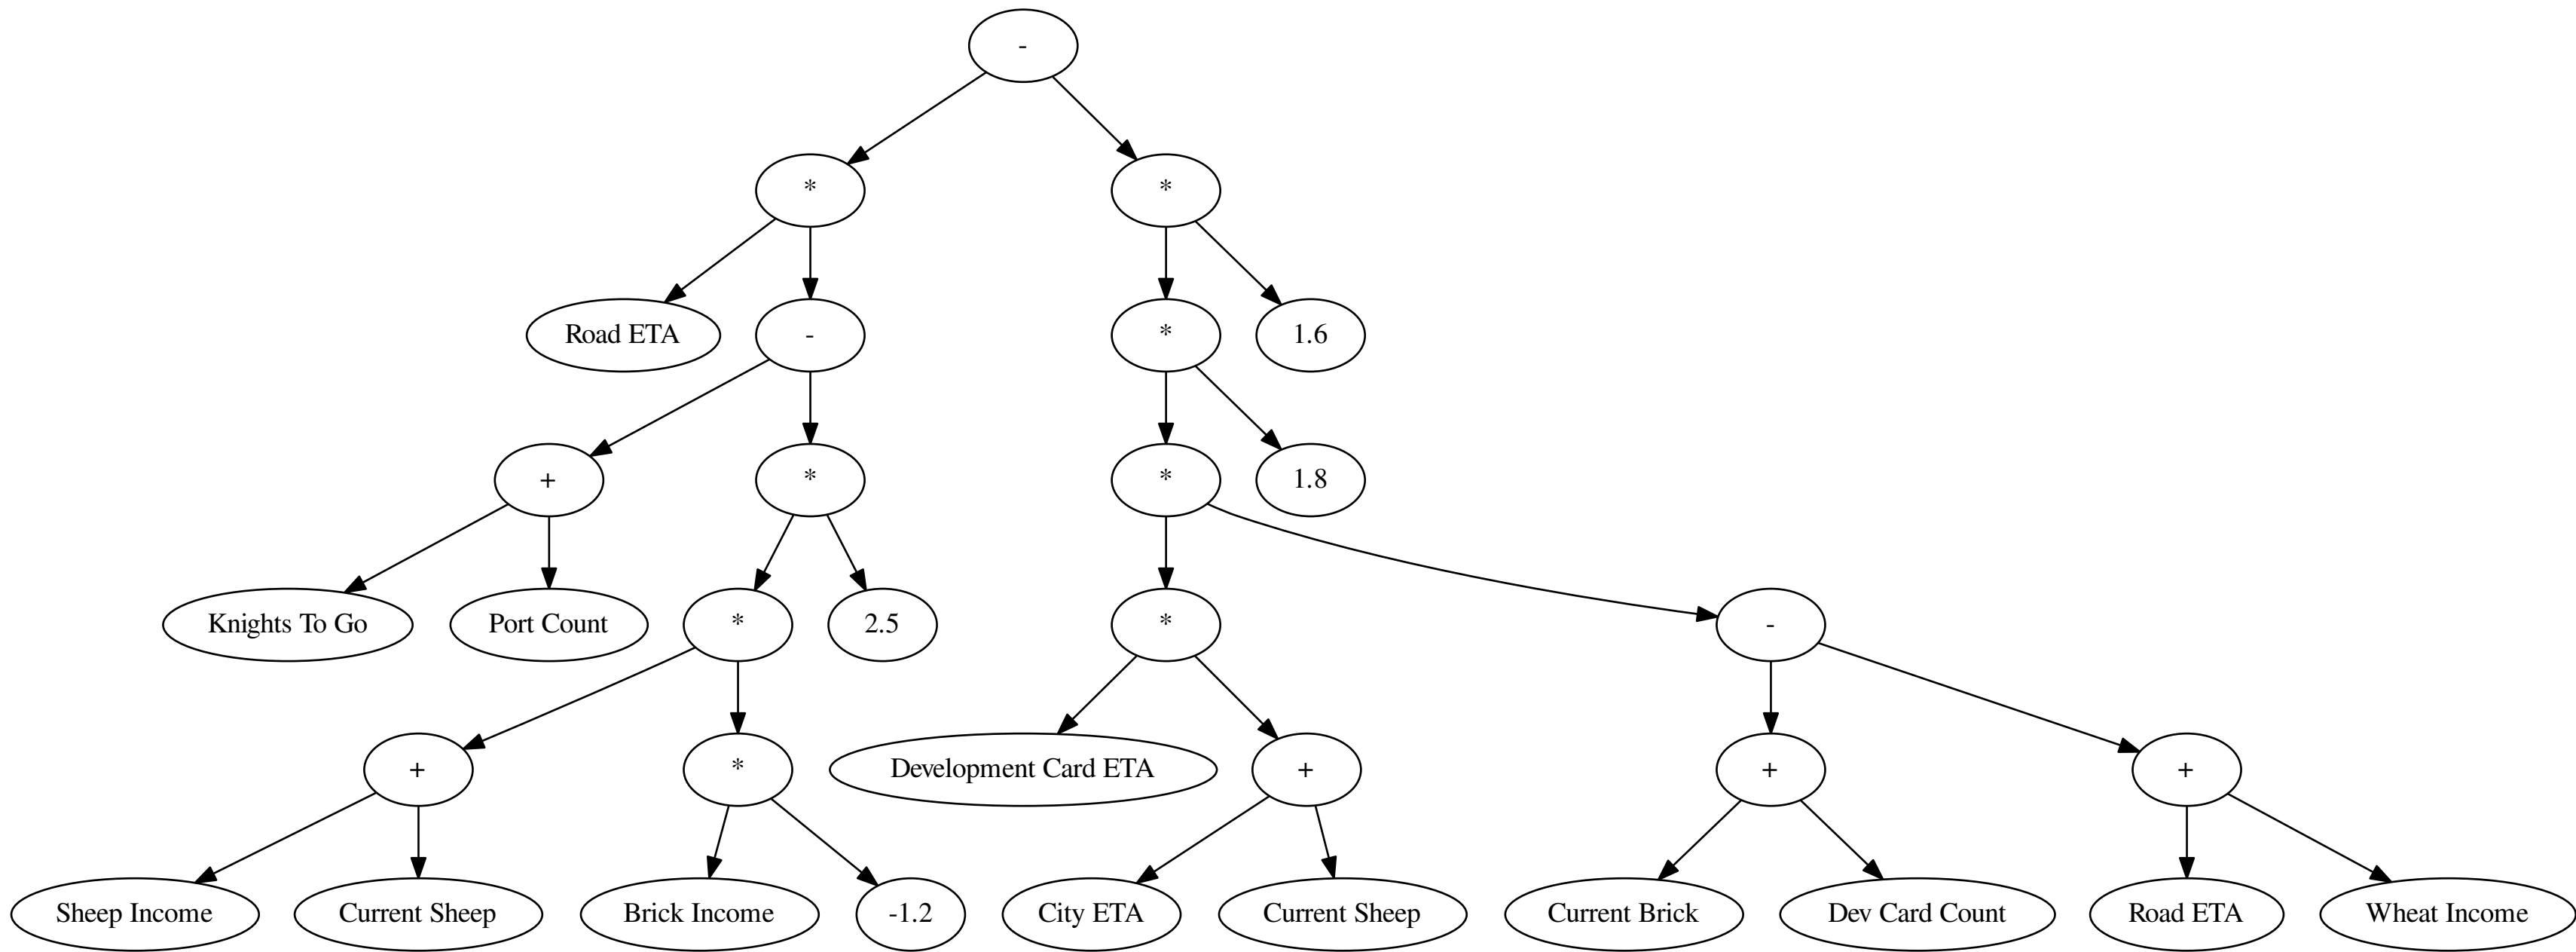 -
*
*
Road ETA
-
*
1.6
+
*
*
1.8
Knights To Go
Port Count
*
2.5
*
-
+
*
Development Card ETA
+
+
+
Sheep Income
Current Sheep
Brick Income
-1.2
City ETA
Current Sheep
Current Brick
Dev Card Count
Road ETA
Wheat Income